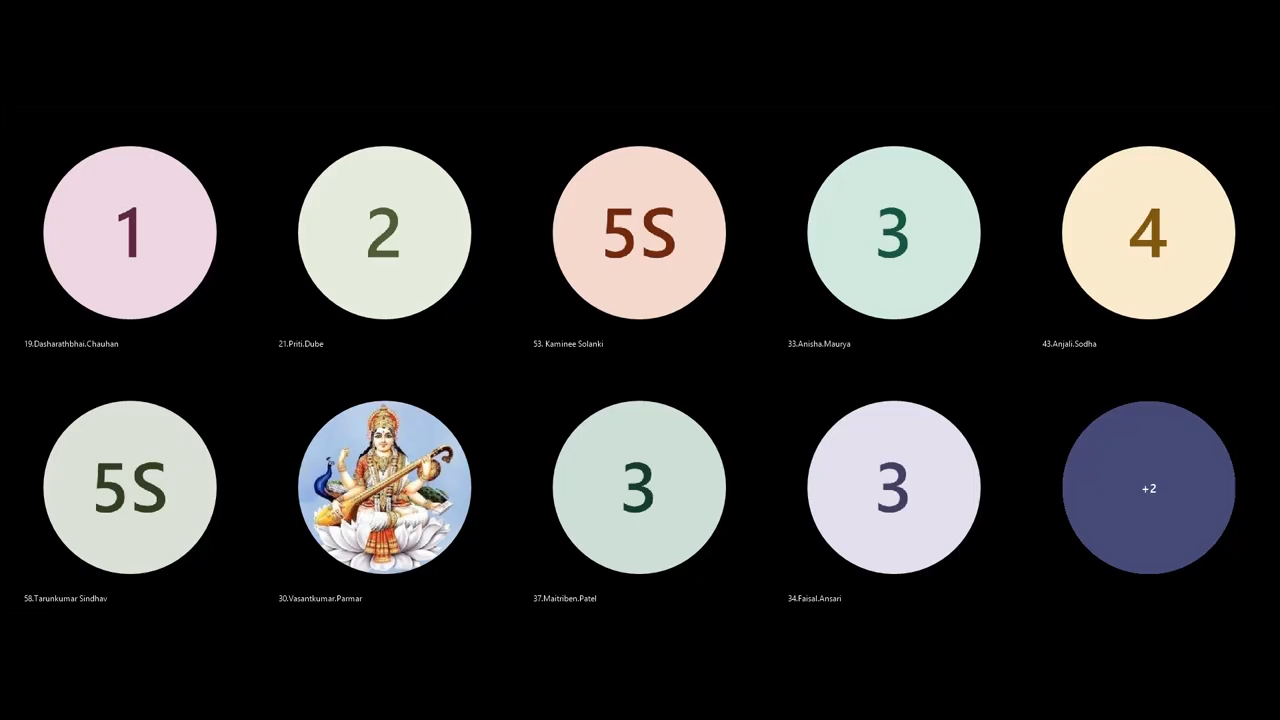 1
2
5S
3
4
19.Dasharathbhai.Chauhan
21.Priti.Dube
53. Kaminee Solanki
33.Anisha.Maurya
43.Anjali.Sodha
5S
3
3
+2
58.Tarunkumar Sindhav
30.Vasantkumar.Parmar
37.Maitriben.Patel
34.Faisal.Ansari